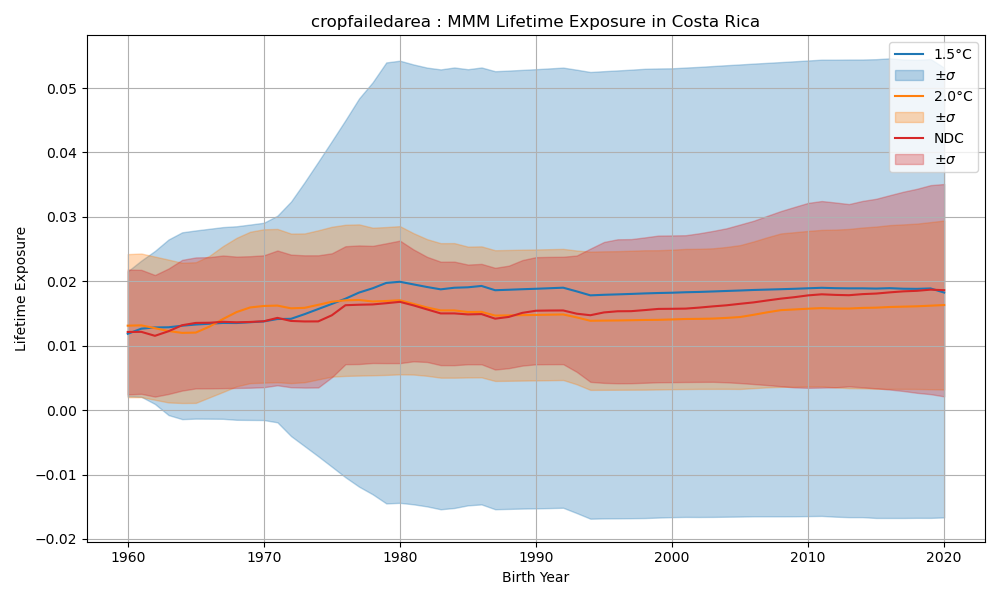 cropfailedarea : MMM Lifetime Exposure in Costa Rica
1.5°C
±σ
2.0°C
±σ
NDC
±σ
Lifetime Exposure
0.05
0.04
0.03
0.02
0.01
0.00
−0.01
−0.02
1960 1970 1980 1990 2000 2010 2020
Birth Year